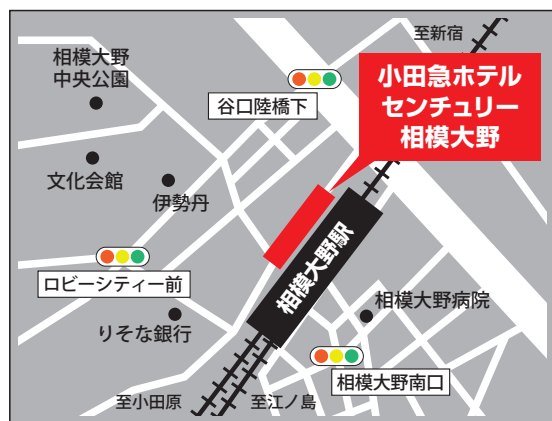 至新宿
相模大野
中央公園
谷口陸橋下
小田急ホテル
センチュリー
相模大野
文化会館
伊勢丹
ロビーシティー前
相模大野駅
相模大野病院
りそな銀行
相模大野南口
至小田原
至江ノ島